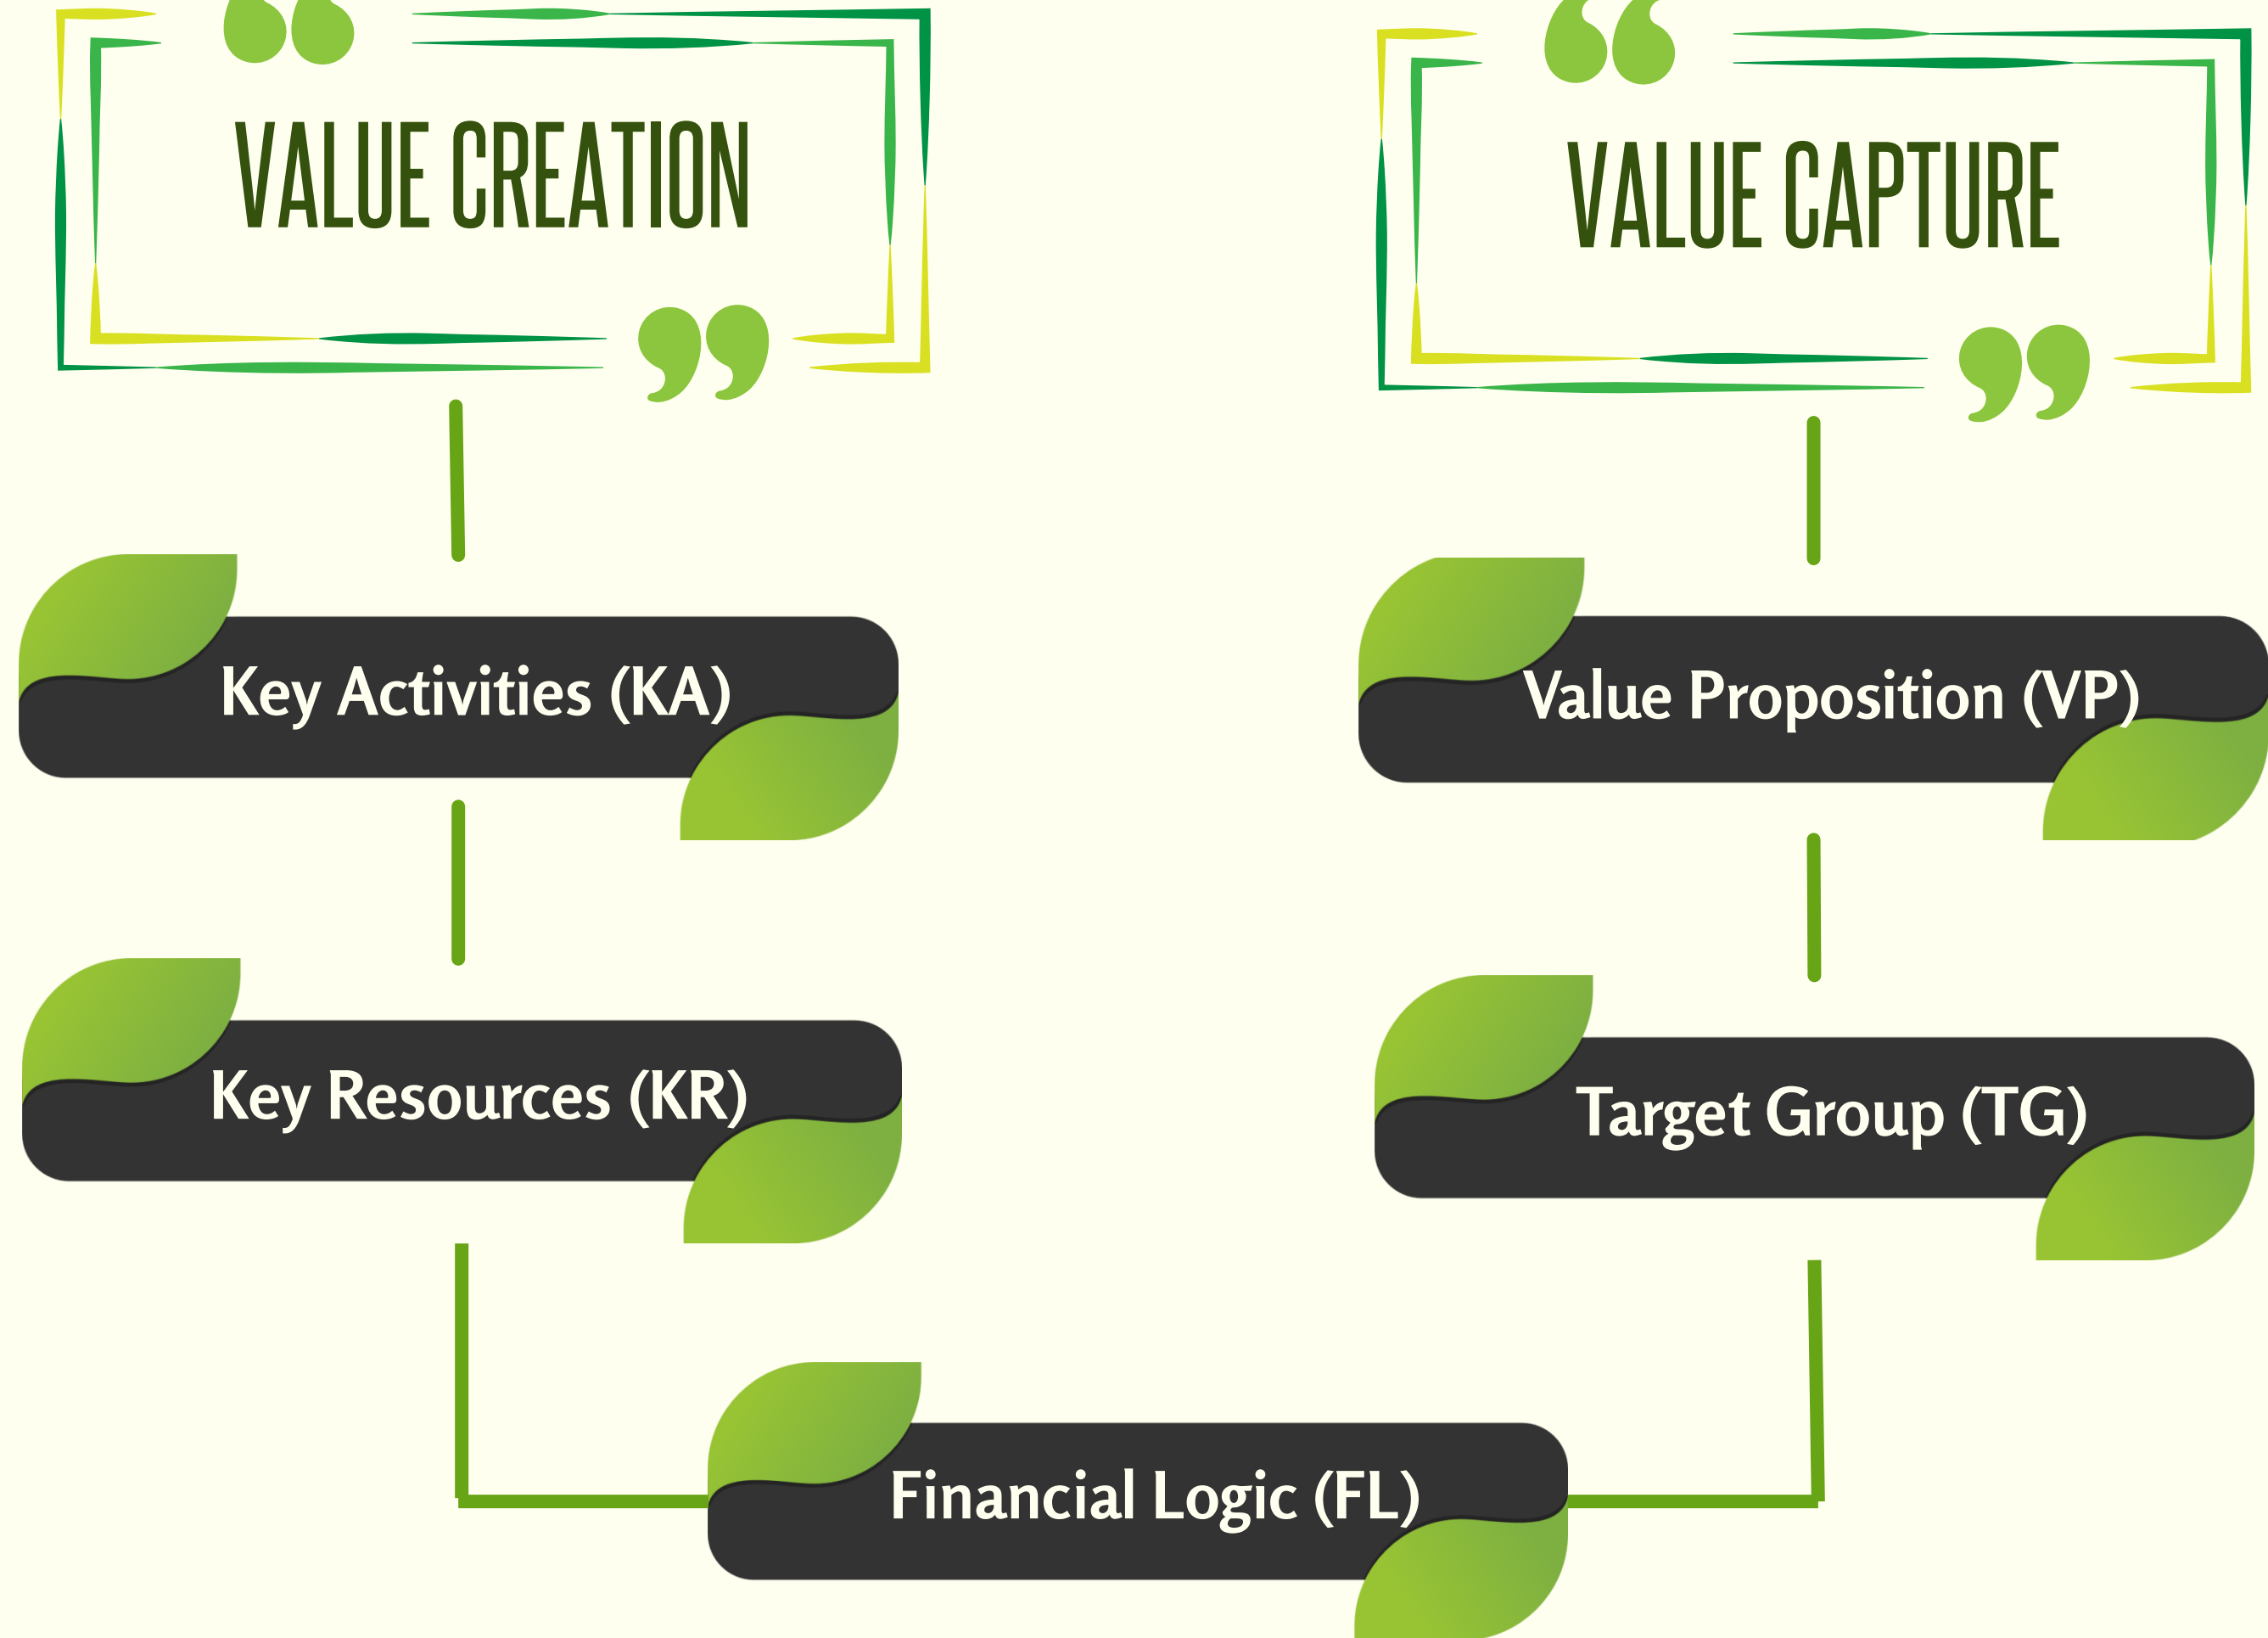 VALUE CREATION
VALUE CAPTURE
Key Activities (KA)
Value Proposition (VP)
Key Resources (KR)
Target Group (TG)
Financial Logic (FL)